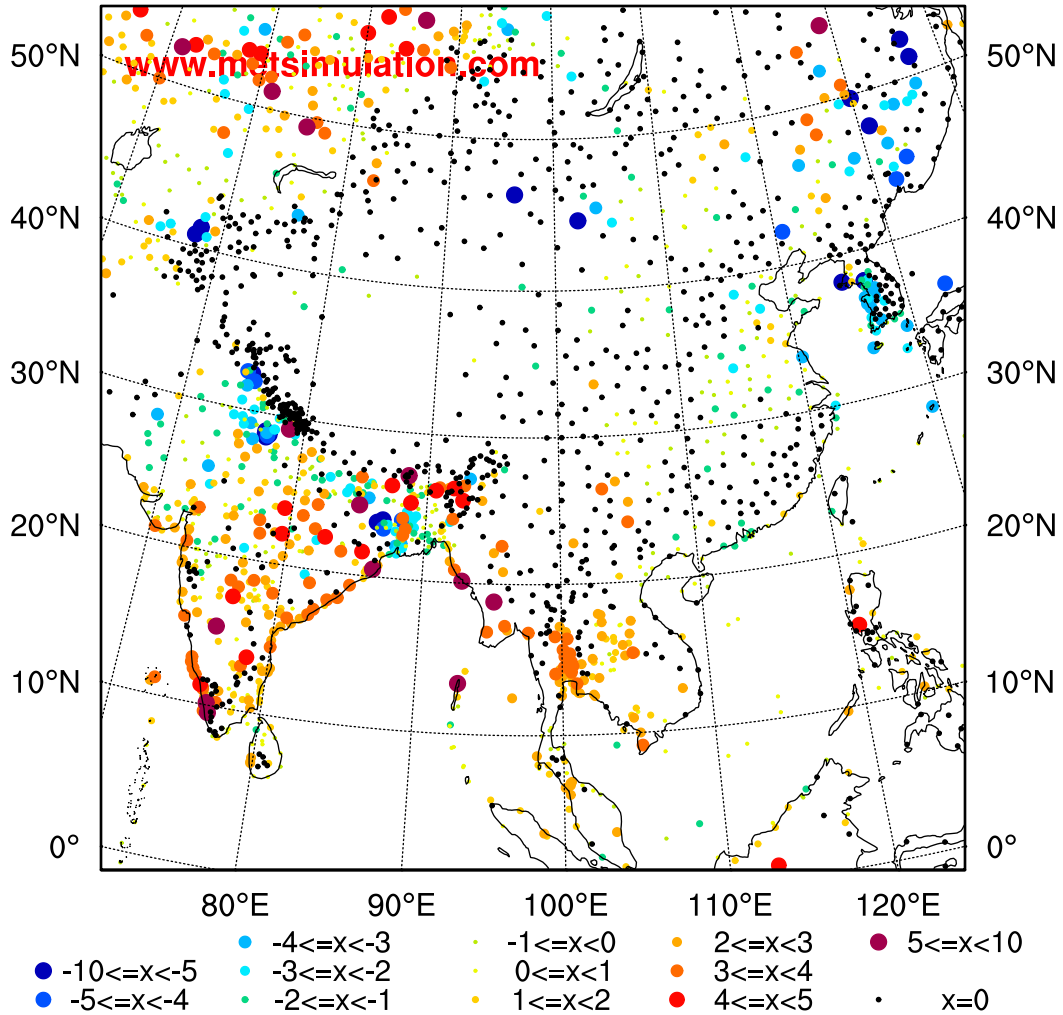 50°N 50°N
www.metsimulation.com
40°N 40°N
30°N 30°N
20°N 20°N
10°N 10°N
0° 0°
80°E 90°E 100°E 110°E 120°E
-4<=x<-3 -1<=x<0 2<=x<3 5<=x<10
-10<=x<-5 -3<=x<-2 0<=x<1 3<=x<4
-5<=x<-4 -2<=x<-1 1<=x<2 4<=x<5 x=0